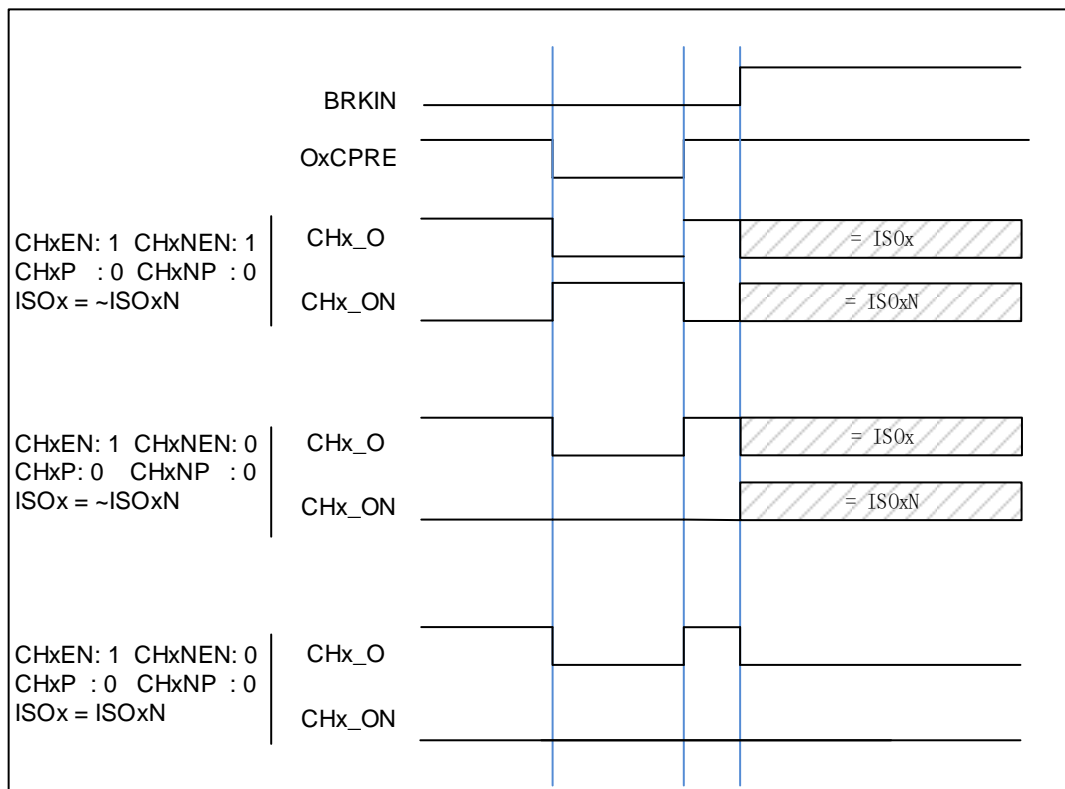 BRKIN
OxCPRE
CHxEN: 1 CHxNEN: 1
CHxP : 0 CHxNP : 0
ISOx = ~ISOxN
CHx_O
= ISOx
CHx_ON
= ISOxN
CHxEN: 1 CHxNEN: 0
CHxP: 0 CHxNP : 0
ISOx = ~ISOxN
CHx_O
= ISOx
CHx_ON
= ISOxN
CHxEN: 1 CHxNEN: 0
CHxP : 0 CHxNP : 0
ISOx = ISOxN
CHx_O
CHx_ON